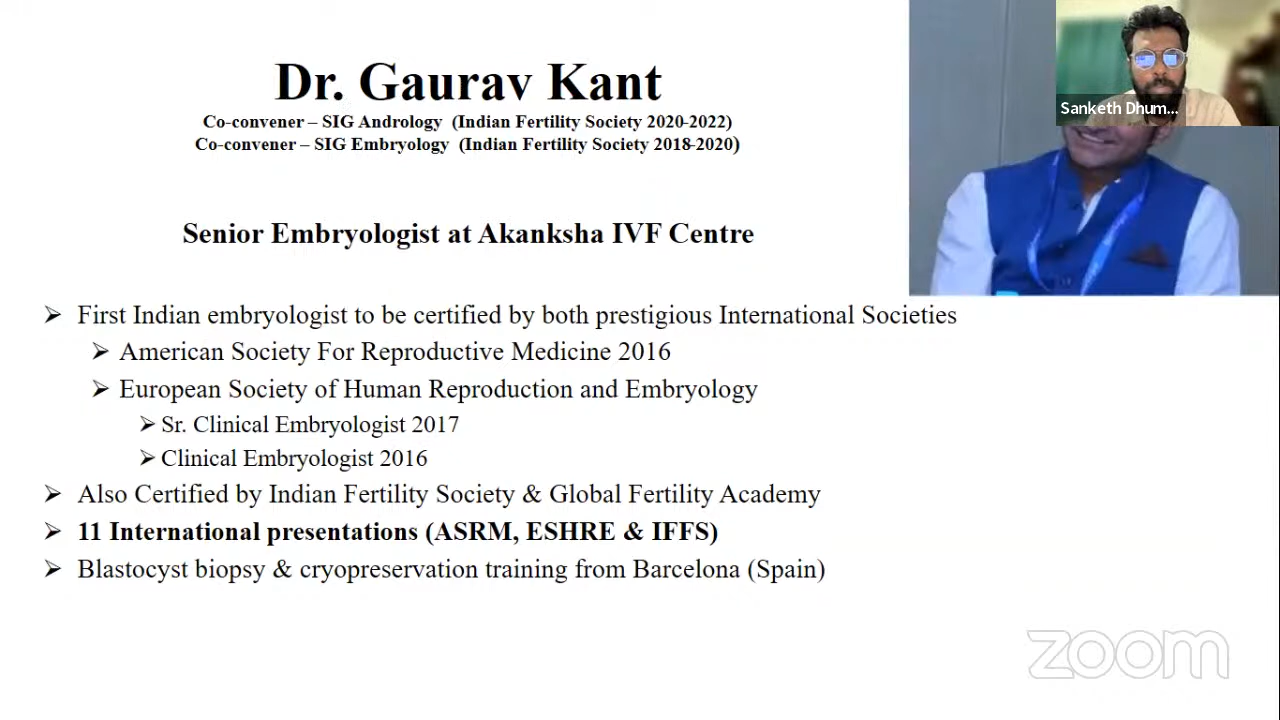 Dr. Gaurav Kant
Co-convener – SIG Andrology (Indian Fertility Society 2020-2022)
Co-convener – SIG Embryology (Indian Fertility Society 2018-2020)
Senior Embryologist at Akanksha IVF Centre
➢ First Indian embryologist to be certified by both prestigious International Societies
➢ American Society For Reproductive Medicine 2016
➢ European Society of Human Reproduction and Embryology
➢ Sr. Clinical Embryologist 2017
➢ Clinical Embryologist 2016
➢ Also Certified by Indian Fertility Society & Global Fertility Academy
➢ 11 International presentations (ASRM, ESHRE & IFFS)
➢ Blastocyst biopsy & cryopreservation training from Barcelona (Spain)
Sanketh Dhum...
zoom